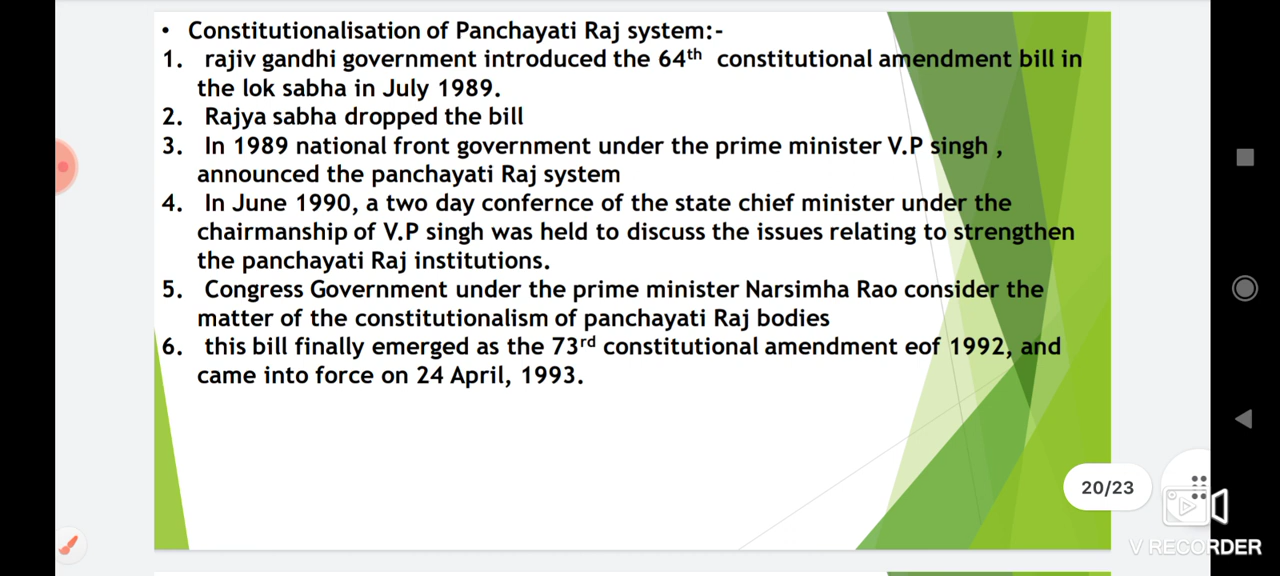 • Constitutionalisation of Panchayati Raj system:-
1. rajiv gandhi government introduced the 64th constitutional amendment bill in
the lok sabha in July 1989.
2. Rajya sabha dropped the bill
3. In 1989 national front government under the prime minister V.P singh ,
announced the panchayati Raj system
4. In June 1990, a two day confernce of the state chief minister under the
chairmanship of V.P singh was held to discuss the issues relating to strengthen
the panchayati Raj institutions.
5. Congress Government under the prime minister Narsimha Rao consider the
matter of the constitutionalism of panchayati Raj bodies
6. this bill finally emerged as the 73rd constitutional amendment eof 1992, and
came into force on 24 April, 1993.
20/23
V RECORDER